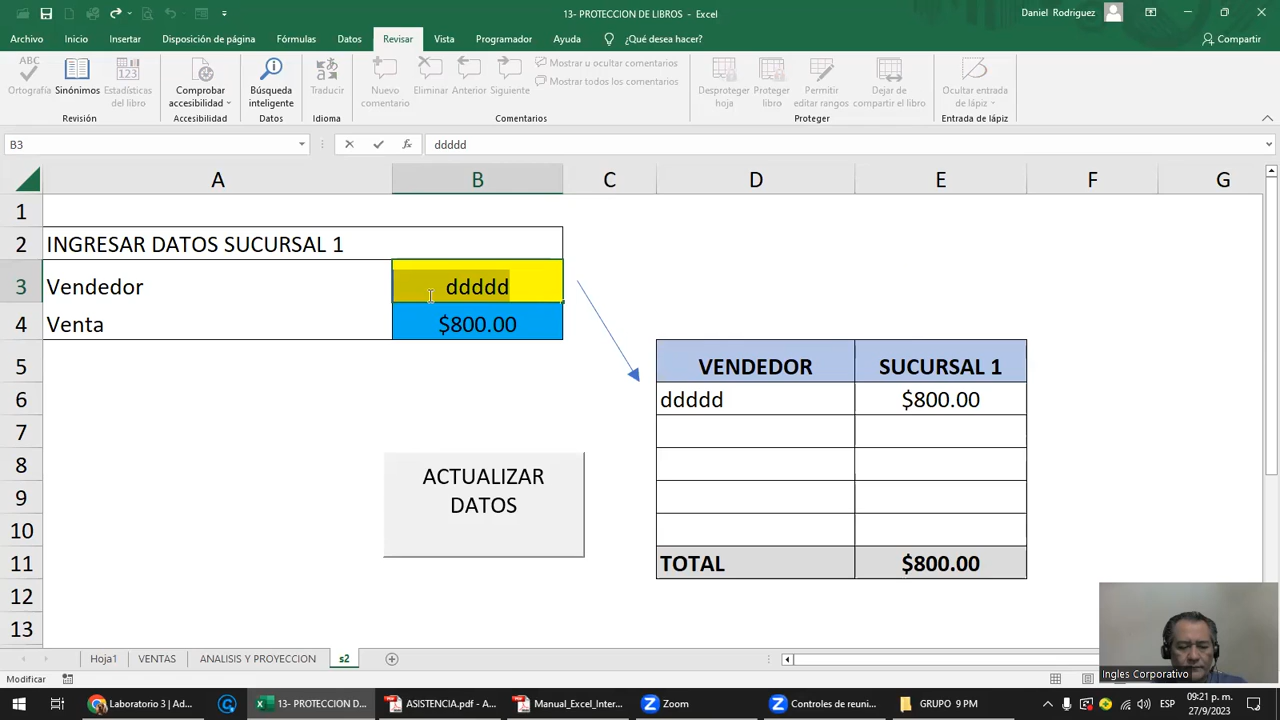 13- PROTECCION DE LIBROS - Excel
Daniel Rodriguez
Archivo Inicio Insertar Disposición de página Fórmulas Datos Revisar Vista Programador Ayuda ¿Qué desea hacer? Compartir
ABC
Ortografía
Sinónimos
Estadísticas
del libro
Revisión
Comprobar
accesibilidad
Accesibilidad
Búsqueda
inteligente
Datos
Traducir
Idioma
Nuevo
comentario
Eliminar
Anterior
Siguiente
Mostrar u ocultar comentarios
Mostrar todos los comentarios
Comentarios
Desproteger
hoja
Proteger
libro
Permitir
editar rangos
Dejar de
compartir el libro
Proteger
Ocultar entrada
de lápiz
Entrada de lápiz
B3 fx ddddd
A B C D E F G
1
2 INGRESAR DATOS SUCURSAL 1
3 Vendedor ddddd
4 Venta $800.00
5 VENDEDOR SUCURSAL 1
6 ddddd $800.00
7
8
ACTUALIZAR
DATOS
9
10
11 TOTAL $800.00
12
13
Ingles Corporativo
Hoja1 VENTAS ANALISIS Y PROYECCION s2
Modificar
Laboratorio 3 | Ad...
13- PROTECCION D...
ASISTENCIA.pdf - A...
Manual_Excel_Inter...
Zoom
Controles de reuni...
GRUPO 9 PM
ESP
09:21 p. m.
27/9/2023